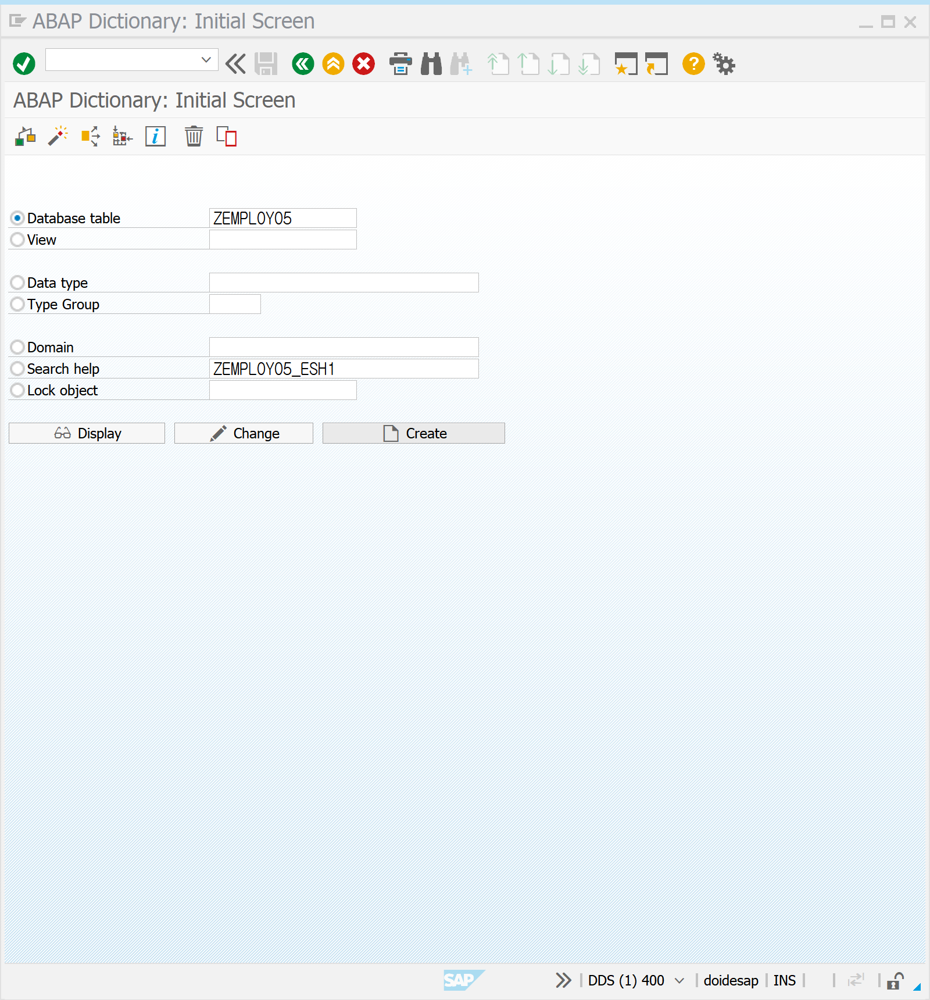 ABAP Dictionary: Initial Screen
ABAP Dictionary: Initial Screen
Database table ZEMPLOY05
View
Data type
Type Group
Domain
Search help ZEMPLOY05_ESH1
Lock object
Display Change Create
SAP DDS (1) 400 doidesap INS